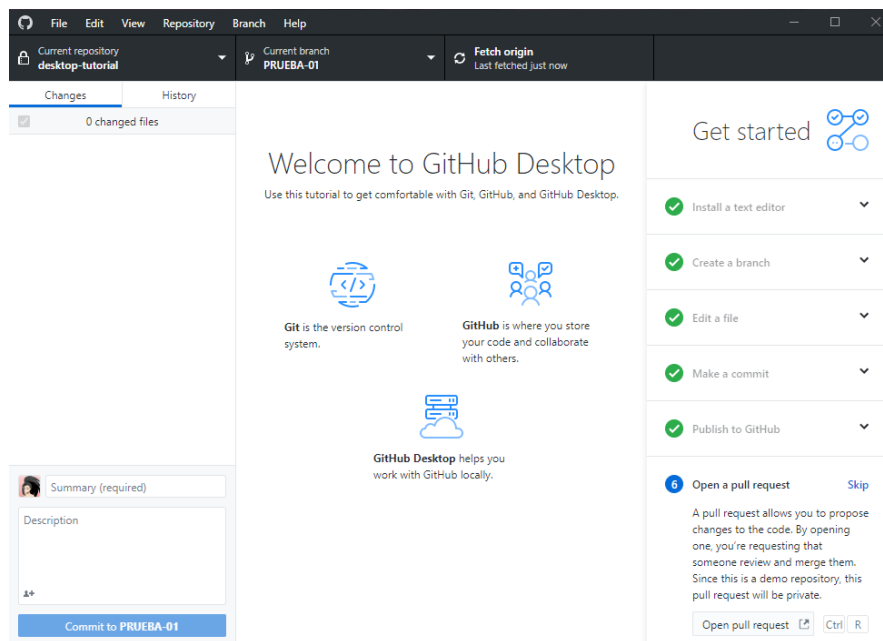 File Edit View Repository Branch Help
Current repository
desktop-tutorial
Current branch
PRUEBA-01
Fetch origin
Last fetched just now
Changes History
0 changed files
Summary (required)
Description
Commit to PRUEBA-01
Welcome to GitHub Desktop
Use this tutorial to get comfortable with Git, GitHub, and GitHub Desktop.
Git is the version control
system.
GitHub is where you store
your code and collaborate
with others.
GitHub Desktop helps you
work with GitHub locally.
Get started
Install a text editor
Create a branch
Edit a file
Make a commit
Publish to GitHub
6 Open a pull request Skip
A pull request allows you to propose
changes to the code. By opening
one, you're requesting that
someone review and merge them.
Since this is a demo repository, this
pull request will be private.
Open pull request Ctrl R